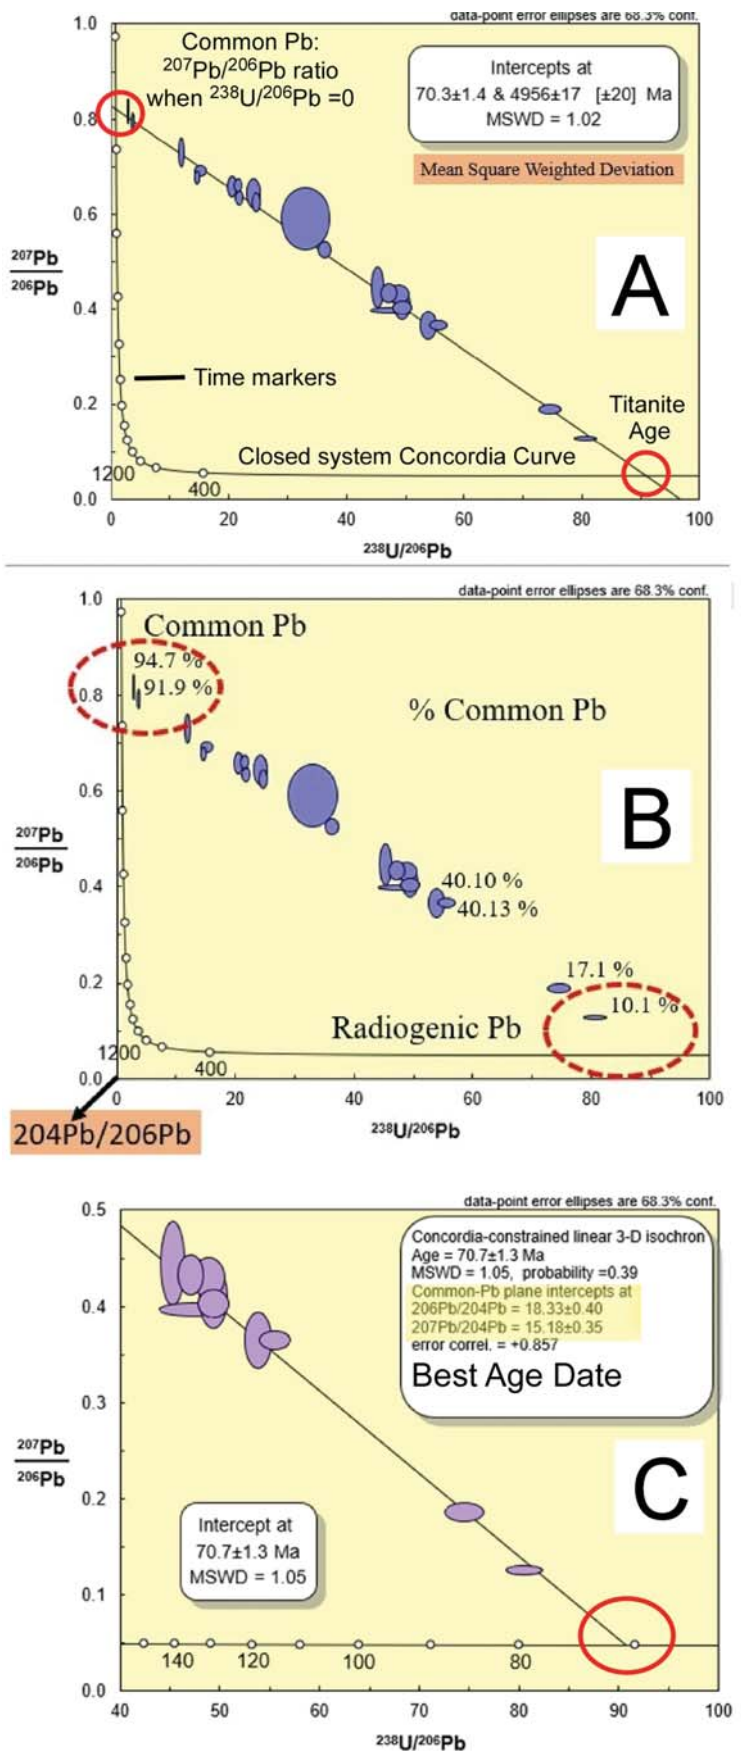 data-point error ellipses are 68.3% conf.
1.0
Common Pb:
²⁰⁷Pb/²⁰⁶Pb ratio
when ²³⁸U/²⁰⁶Pb =0
Intercepts at
70.3±1.4 & 4956±17 [±20] Ma
MSWD = 1.02
Mean Square Weighted Deviation
0.8
0.6
A
²⁰⁷Pb
²⁰⁶Pb
0.4
Time markers
0.2
Titanite
Age
Closed system Concordia Curve
1200
400
0.0
0 20 40 60 80 100
²³⁸U/²⁰⁶Pb
data-point error ellipses are 68.3% conf.
1.0
Common Pb
94.7 %
0.8
91.9 %
% Common Pb
0.6
B
²⁰⁷Pb
²⁰⁶Pb
0.4
40.10 %
40.13 %
0.2
17.1 %
10.1 %
Radiogenic Pb
1200
400
0.0
0 20 40 60 80 100
204Pb/206Pb
²³⁸U/²⁰⁶Pb
data-point error ellipses are 68.3% conf.
0.5
Concordia-constrained linear 3-D isochron
Age = 70.7±1.3 Ma
MSWD = 1.05, probability =0.39
Common-Pb plane intercepts at
206Pb/204Pb = 18.33±0.40
207Pb/204Pb = 15.18±0.35
error correl. = +0.857
Best Age Date
0.4
0.3
²⁰⁷Pb
²⁰⁶Pb
C
0.2
Intercept at
70.7±1.3 Ma
MSWD = 1.05
0.1
140 120 100 80
0.0
40 50 60 70 80 90 100
²³⁸U/²⁰⁶Pb